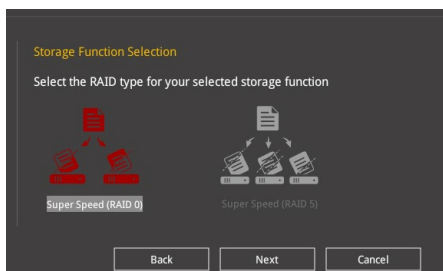 Storage Function Selection
Select the RAID type for your selected storage function
Super Speed (RAID 0)
Super Speed (RAID 5)
Back
Next
Cancel